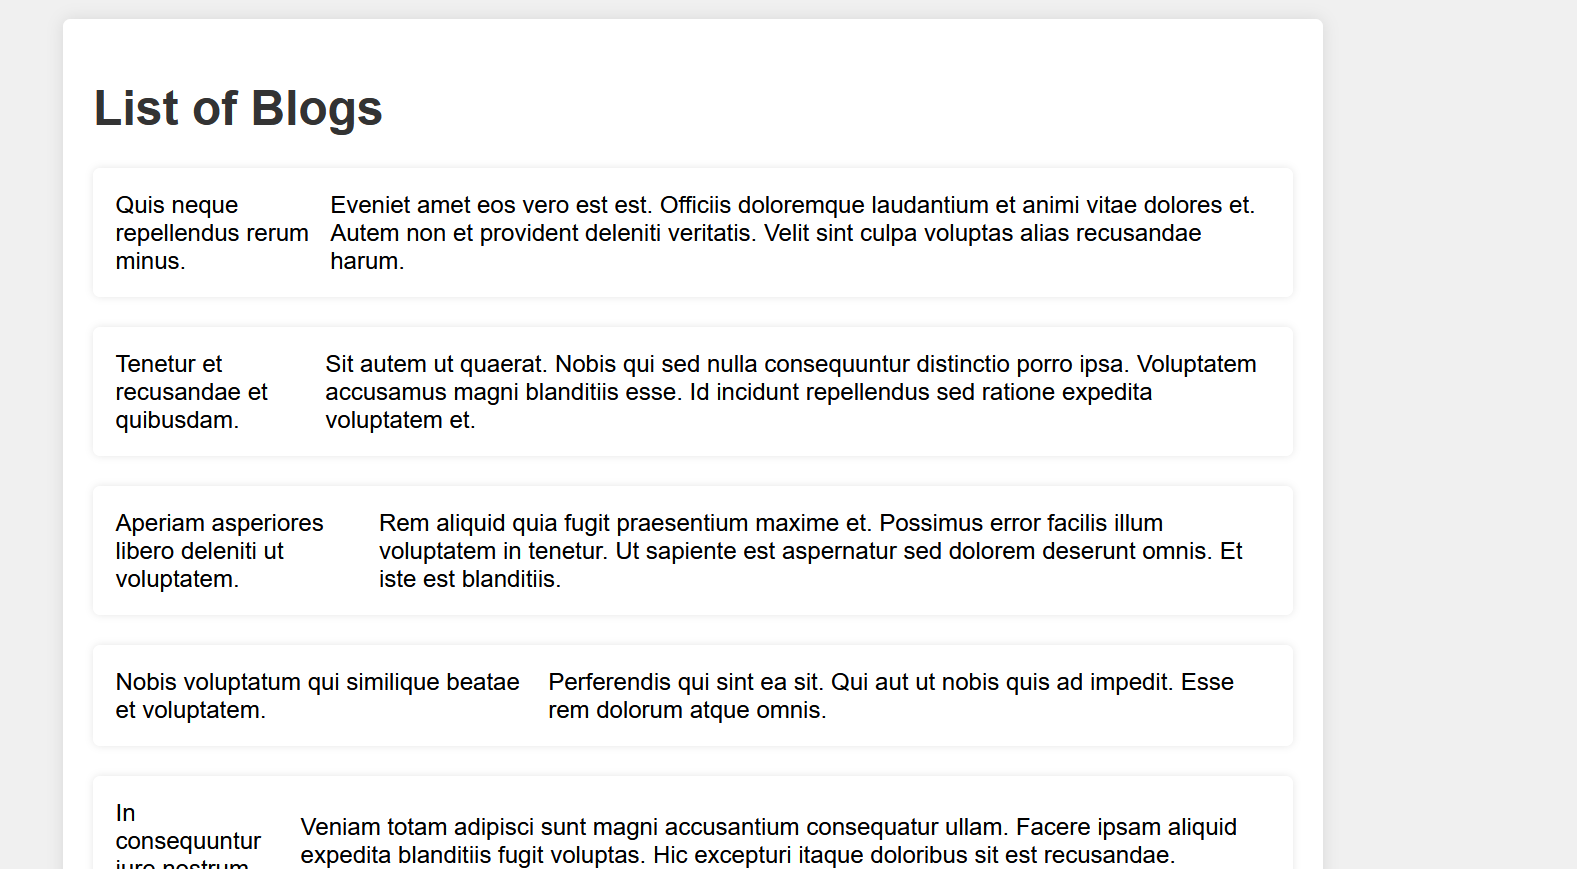 List of Blogs
Quis neque
repellendus rerum
minus.
Eveniet amet eos vero est est. Officiis doloremque laudantium et animi vitae dolores et.
Autem non et provident deleniti veritatis. Velit sint culpa voluptas alias recusandae
harum.
Tenetur et
recusandae et
quibusdam.
Sit autem ut quaerat. Nobis qui sed nulla consequuntur distinctio porro ipsa. Voluptatem
accusamus magni blanditiis esse. Id incidunt repellendus sed ratione expedita
voluptatem et.
Aperiam asperiores
libero deleniti ut
voluptatem.
Rem aliquid quia fugit praesentium maxime et. Possimus error facilis illum
voluptatem in tenetur. Ut sapiente est aspernatur sed dolorem deserunt omnis. Et
iste est blanditiis.
Nobis voluptatum qui similique beatae
et voluptatem.
Perferendis qui sint ea sit. Qui aut ut nobis quis ad impedit. Esse
rem dolorum atque omnis.
In
consequuntur
iure nostrum
Veniam totam adipisci sunt magni accusantium consequatur ullam. Facere ipsam aliquid
expedita blanditiis fugit voluptas. Hic excepturi itaque doloribus sit est recusandae.